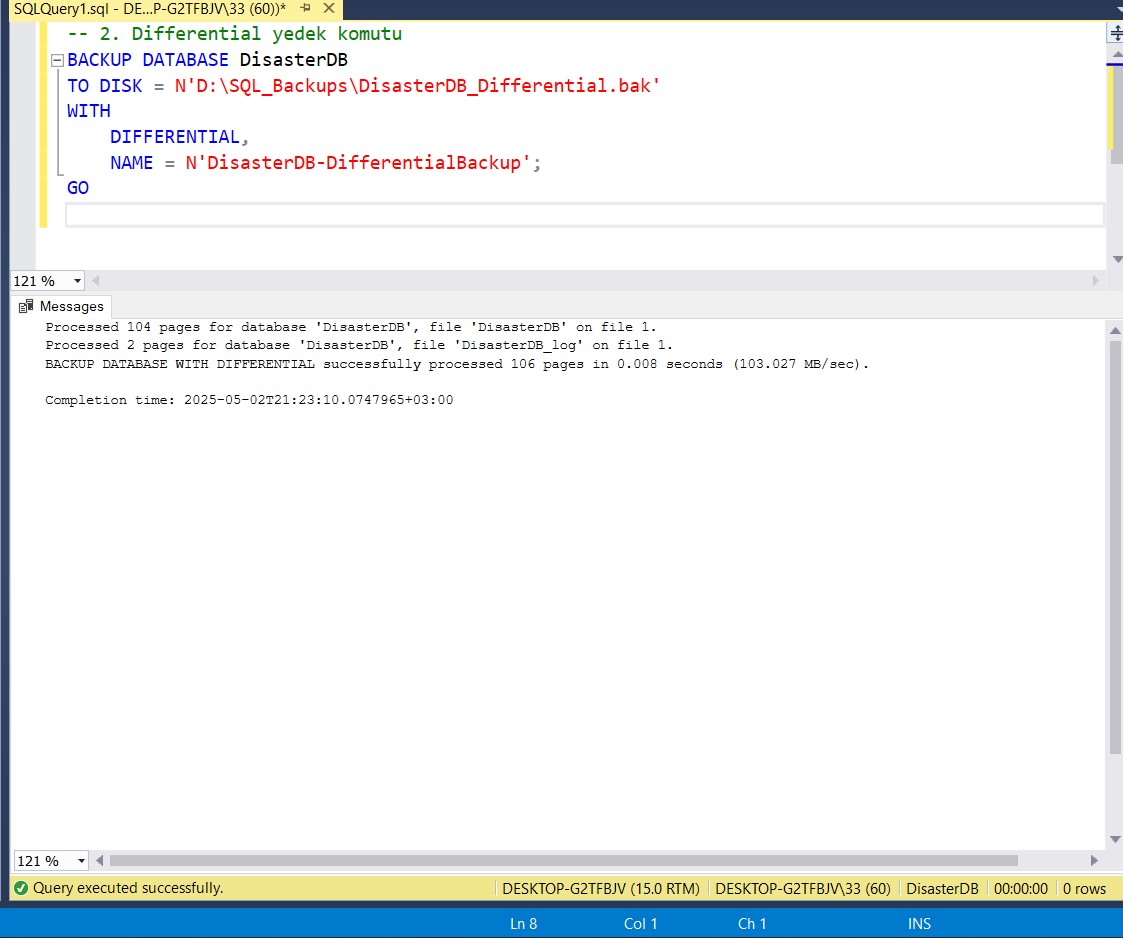 SQLQuery1.sql - DE...P-G2TFBJV\33 (60))*
-- 2. Differential yedek komutu
BACKUP DATABASE DisasterDB
TO DISK = N'D:\SQL_Backups\DisasterDB_Differential.bak'
WITH
    DIFFERENTIAL,
    NAME = N'DisasterDB-DifferentialBackup';
GO
121 %
Messages
Processed 104 pages for database 'DisasterDB', file 'DisasterDB' on file 1.
Processed 2 pages for database 'DisasterDB', file 'DisasterDB_log' on file 1.
BACKUP DATABASE WITH DIFFERENTIAL successfully processed 106 pages in 0.008 seconds (103.027 MB/sec).
Completion time: 2025-05-02T21:23:10.0747965+03:00
121 %
Query executed successfully. DESKTOP-G2TFBJV (15.0 RTM) DESKTOP-G2TFBJV\33 (60) DisasterDB 00:00:00 0 rows
Ln 8 Col 1 Ch 1 INS